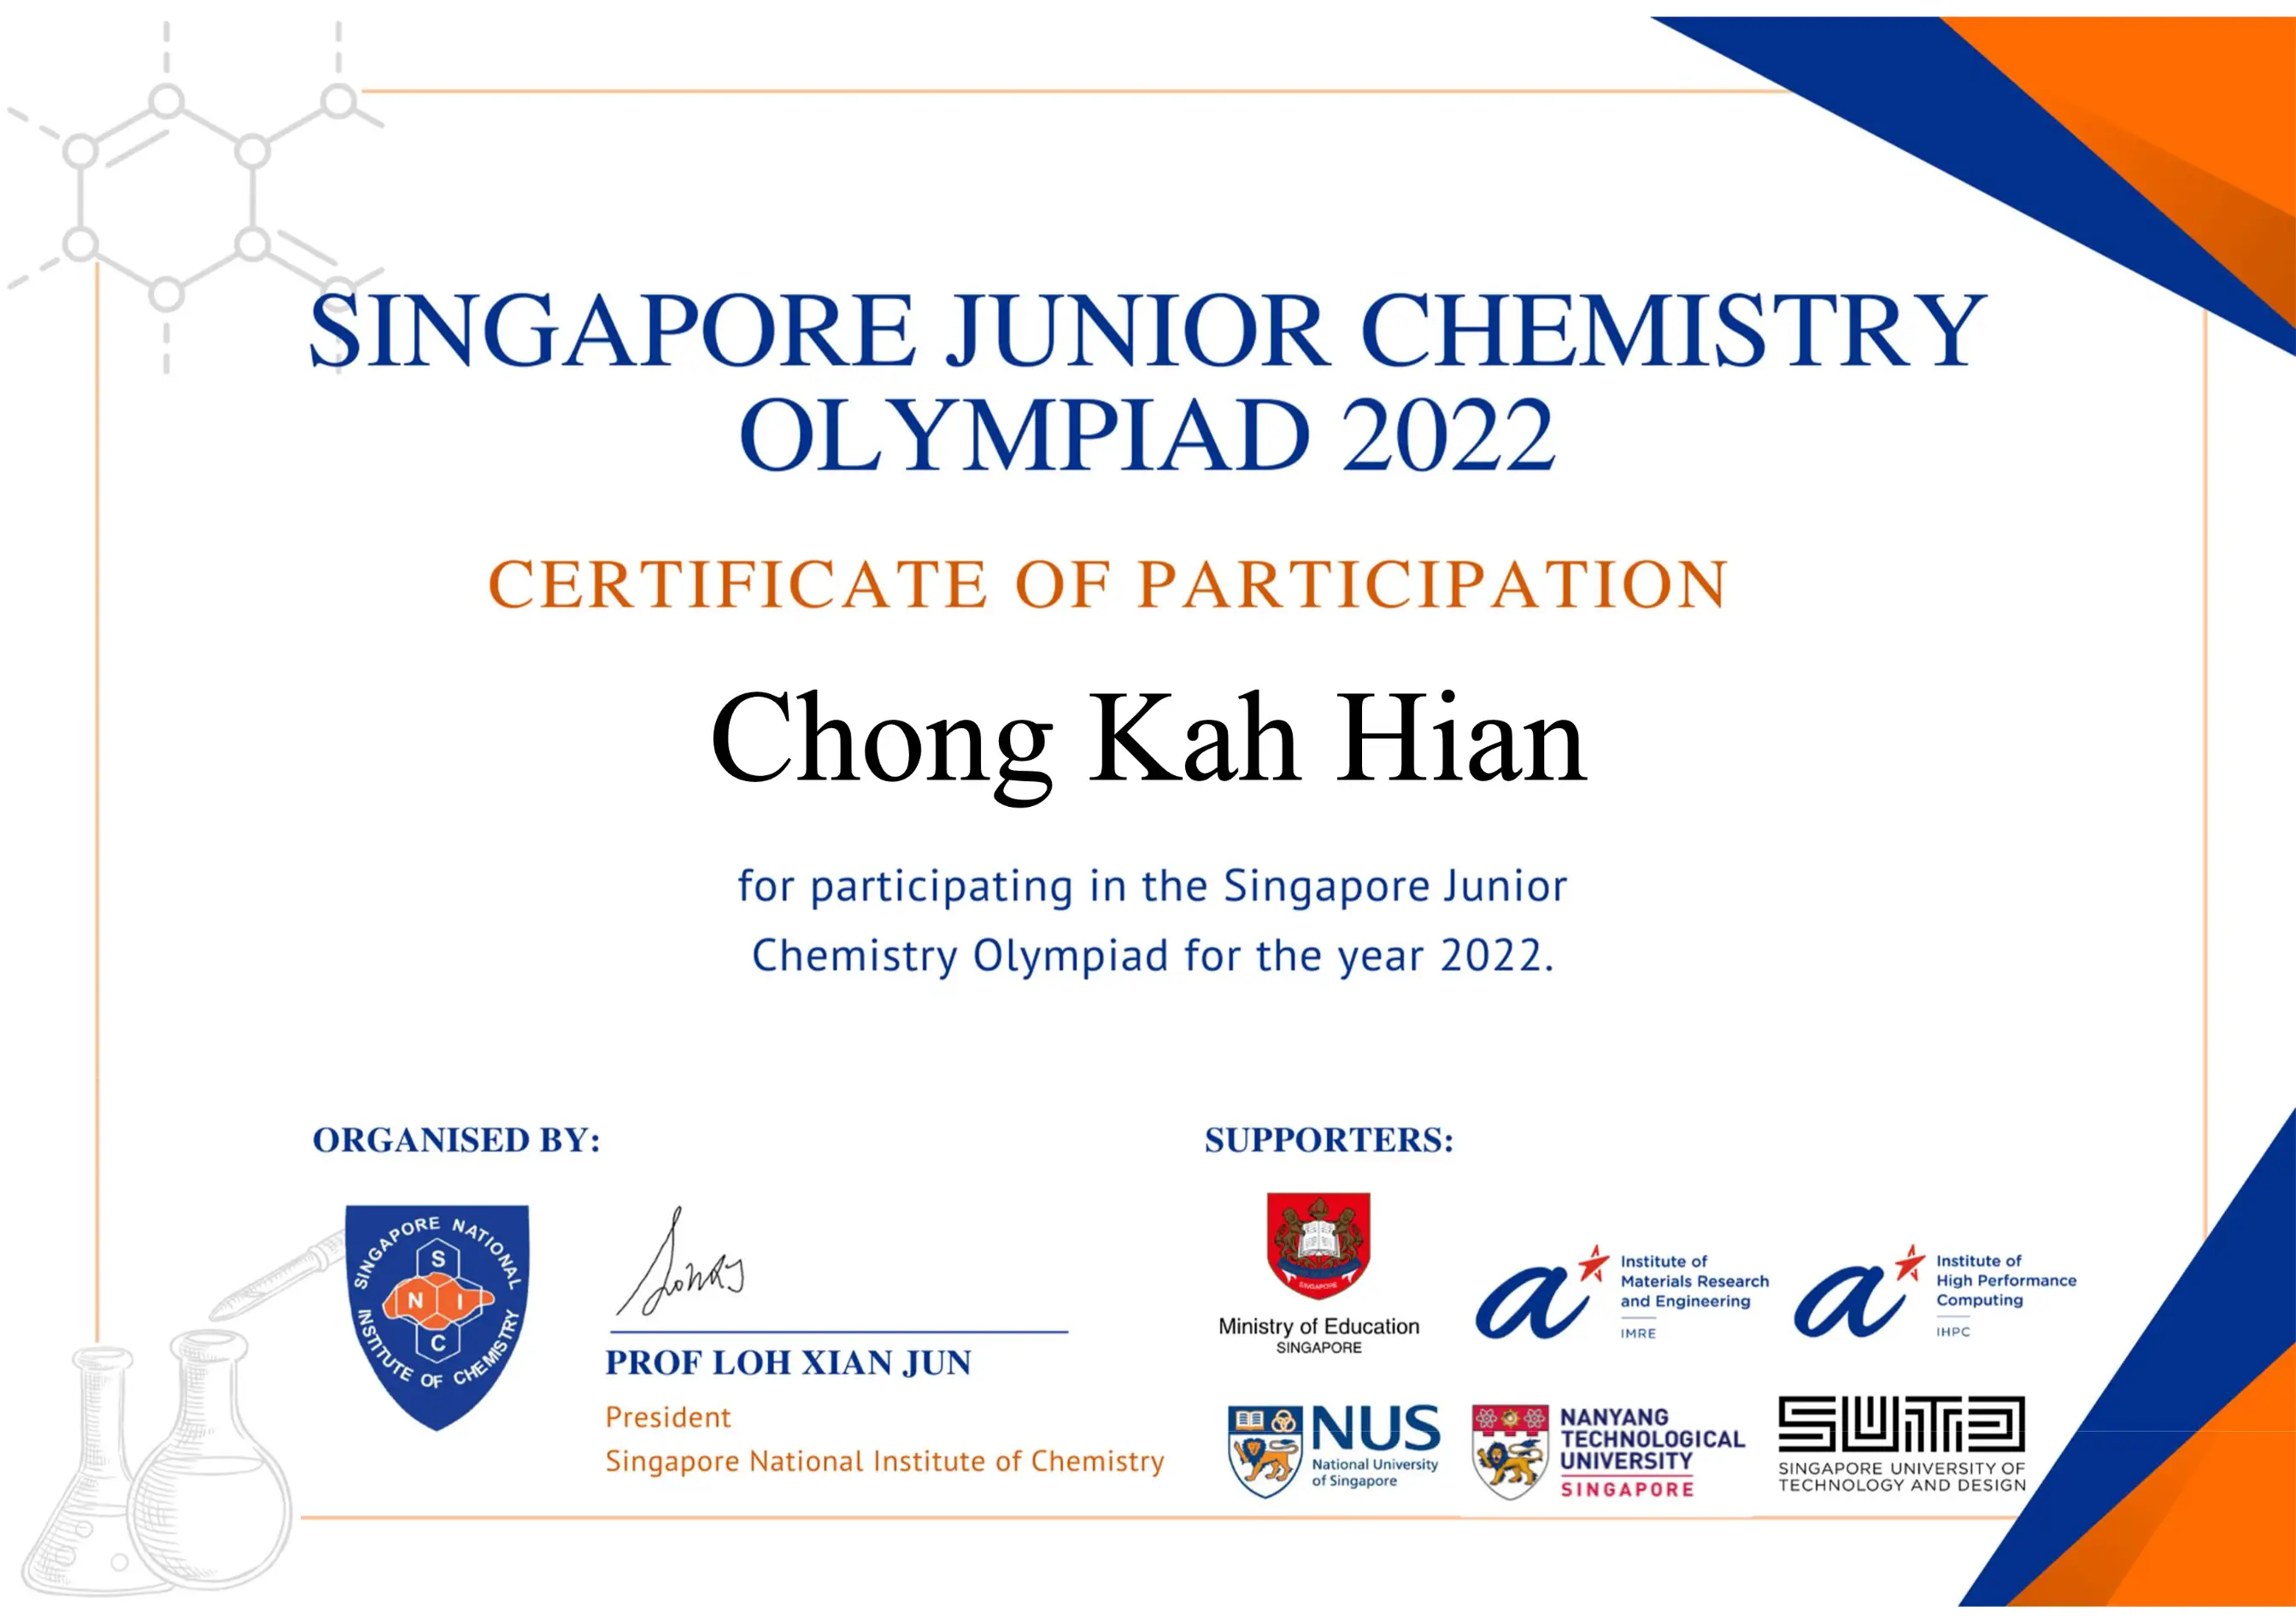 SINGAPORE JUNIOR CHEMISTRY
OLYMPIAD 2022
CERTIFICATE OF PARTICIPATION
Chong Kah Hian
for participating in the Singapore Junior
Chemistry Olympiad for the year 2022.
ORGANISED BY:
SINGAPORE NATIONAL
S
N I
C
INSTITUTE OF CHEMISTRY
PROF LOH XIAN JUN
President
Singapore National Institute of Chemistry
SUPPORTERS:
SINGAPORE
Ministry of Education
SINGAPORE
a
Institute of
Materials Research
and Engineering
IMRE
a
Institute of
High Performance
Computing
IHPC
NUS
National University
of Singapore
NANYANG
TECHNOLOGICAL
UNIVERSITY
SINGAPORE
SUTD
SINGAPORE UNIVERSITY OF
TECHNOLOGY AND DESIGN